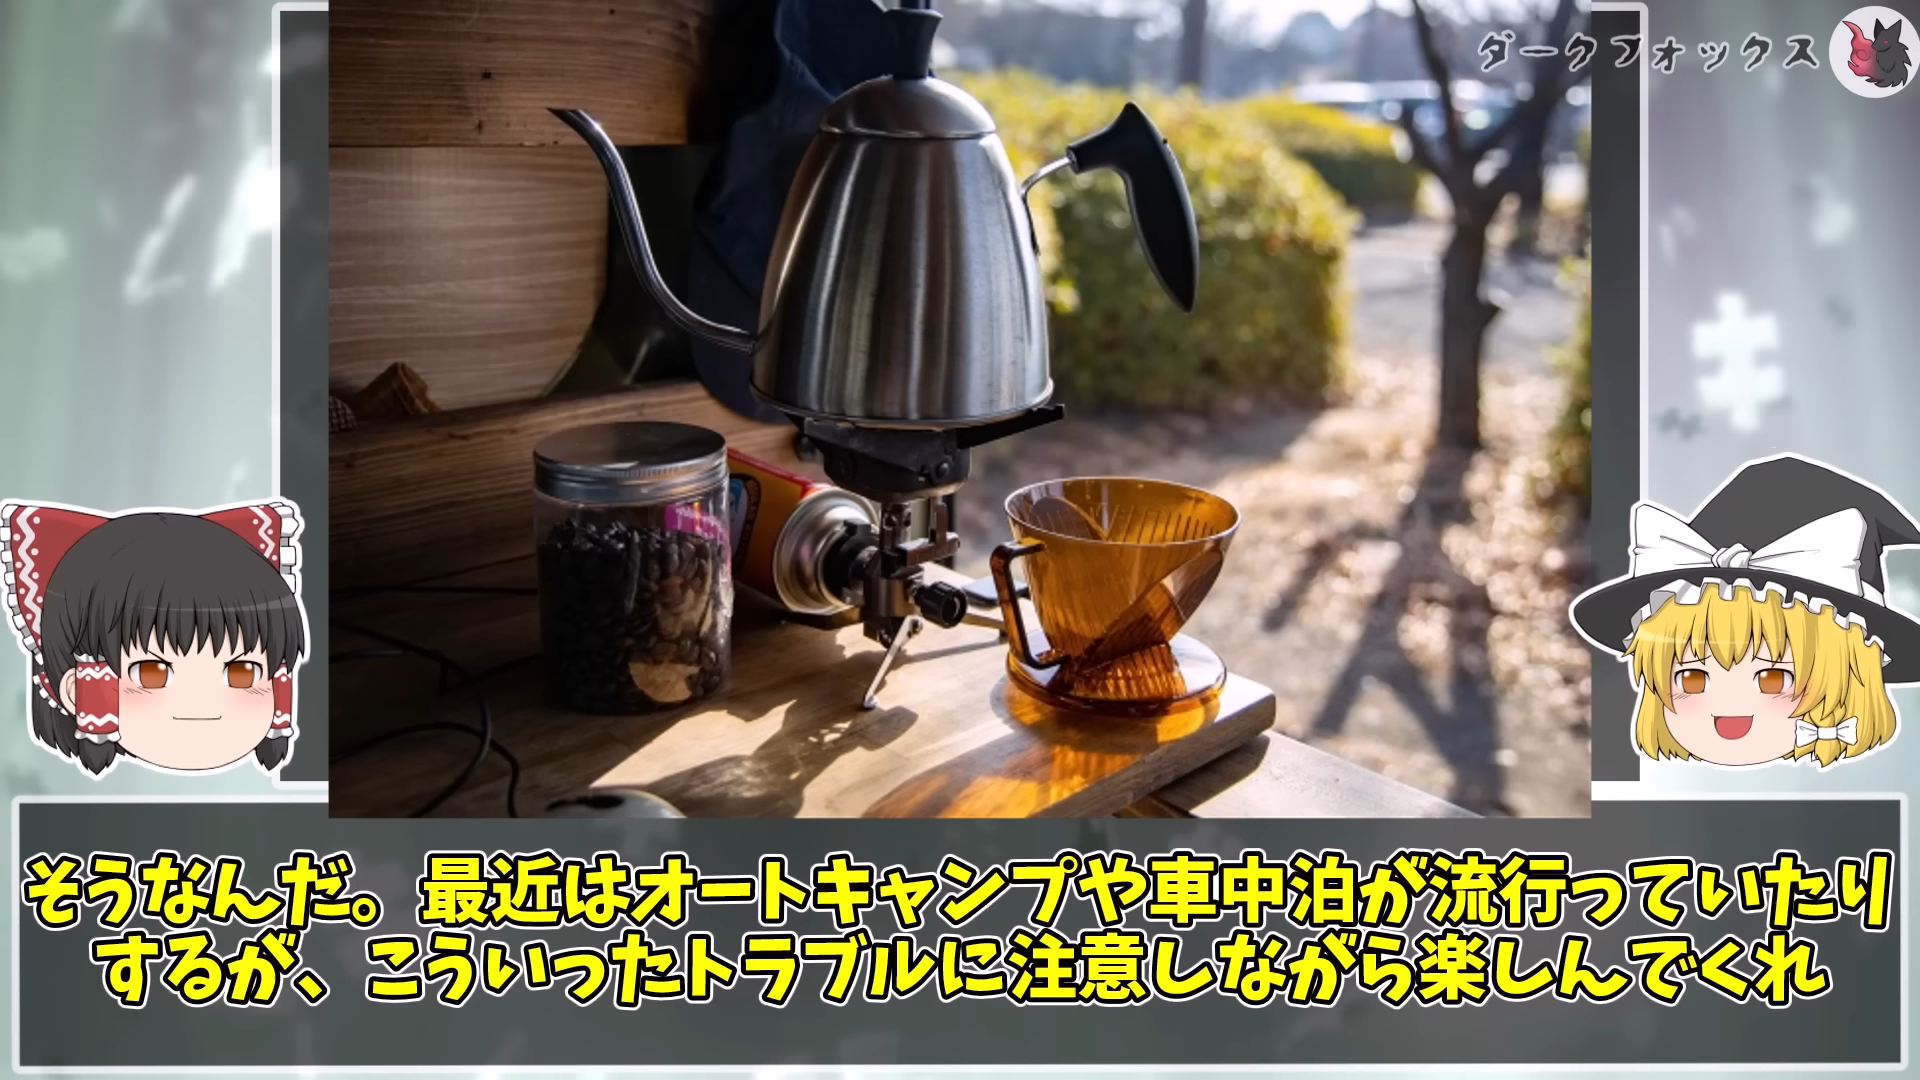 ダークフォックス
そうなんだ。最近はオートキャンプや車中泊が流行っていたり
するが、こういったトラブルに注意しながら楽しんでくれ